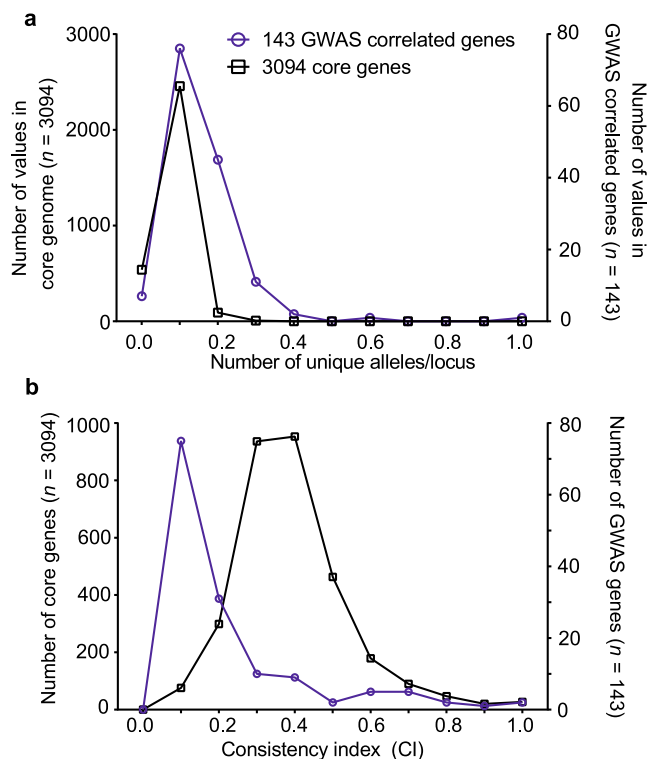 a
143 GWAS correlated genes
3094 core genes
Number of values in
core genome (n = 3094)
3000
2000
1000
0
80
60
40
20
0
Number of values in
GWAS correlated genes (n = 143)
0.0 0.2 0.4 0.6 0.8 1.0
Number of unique alleles/locus
b
Number of core genes (n = 3094)
1000
800
600
400
200
0
80
60
40
20
0
Number of GWAS genes (n = 143)
0.0 0.2 0.4 0.6 0.8 1.0
Consistency index (CI)